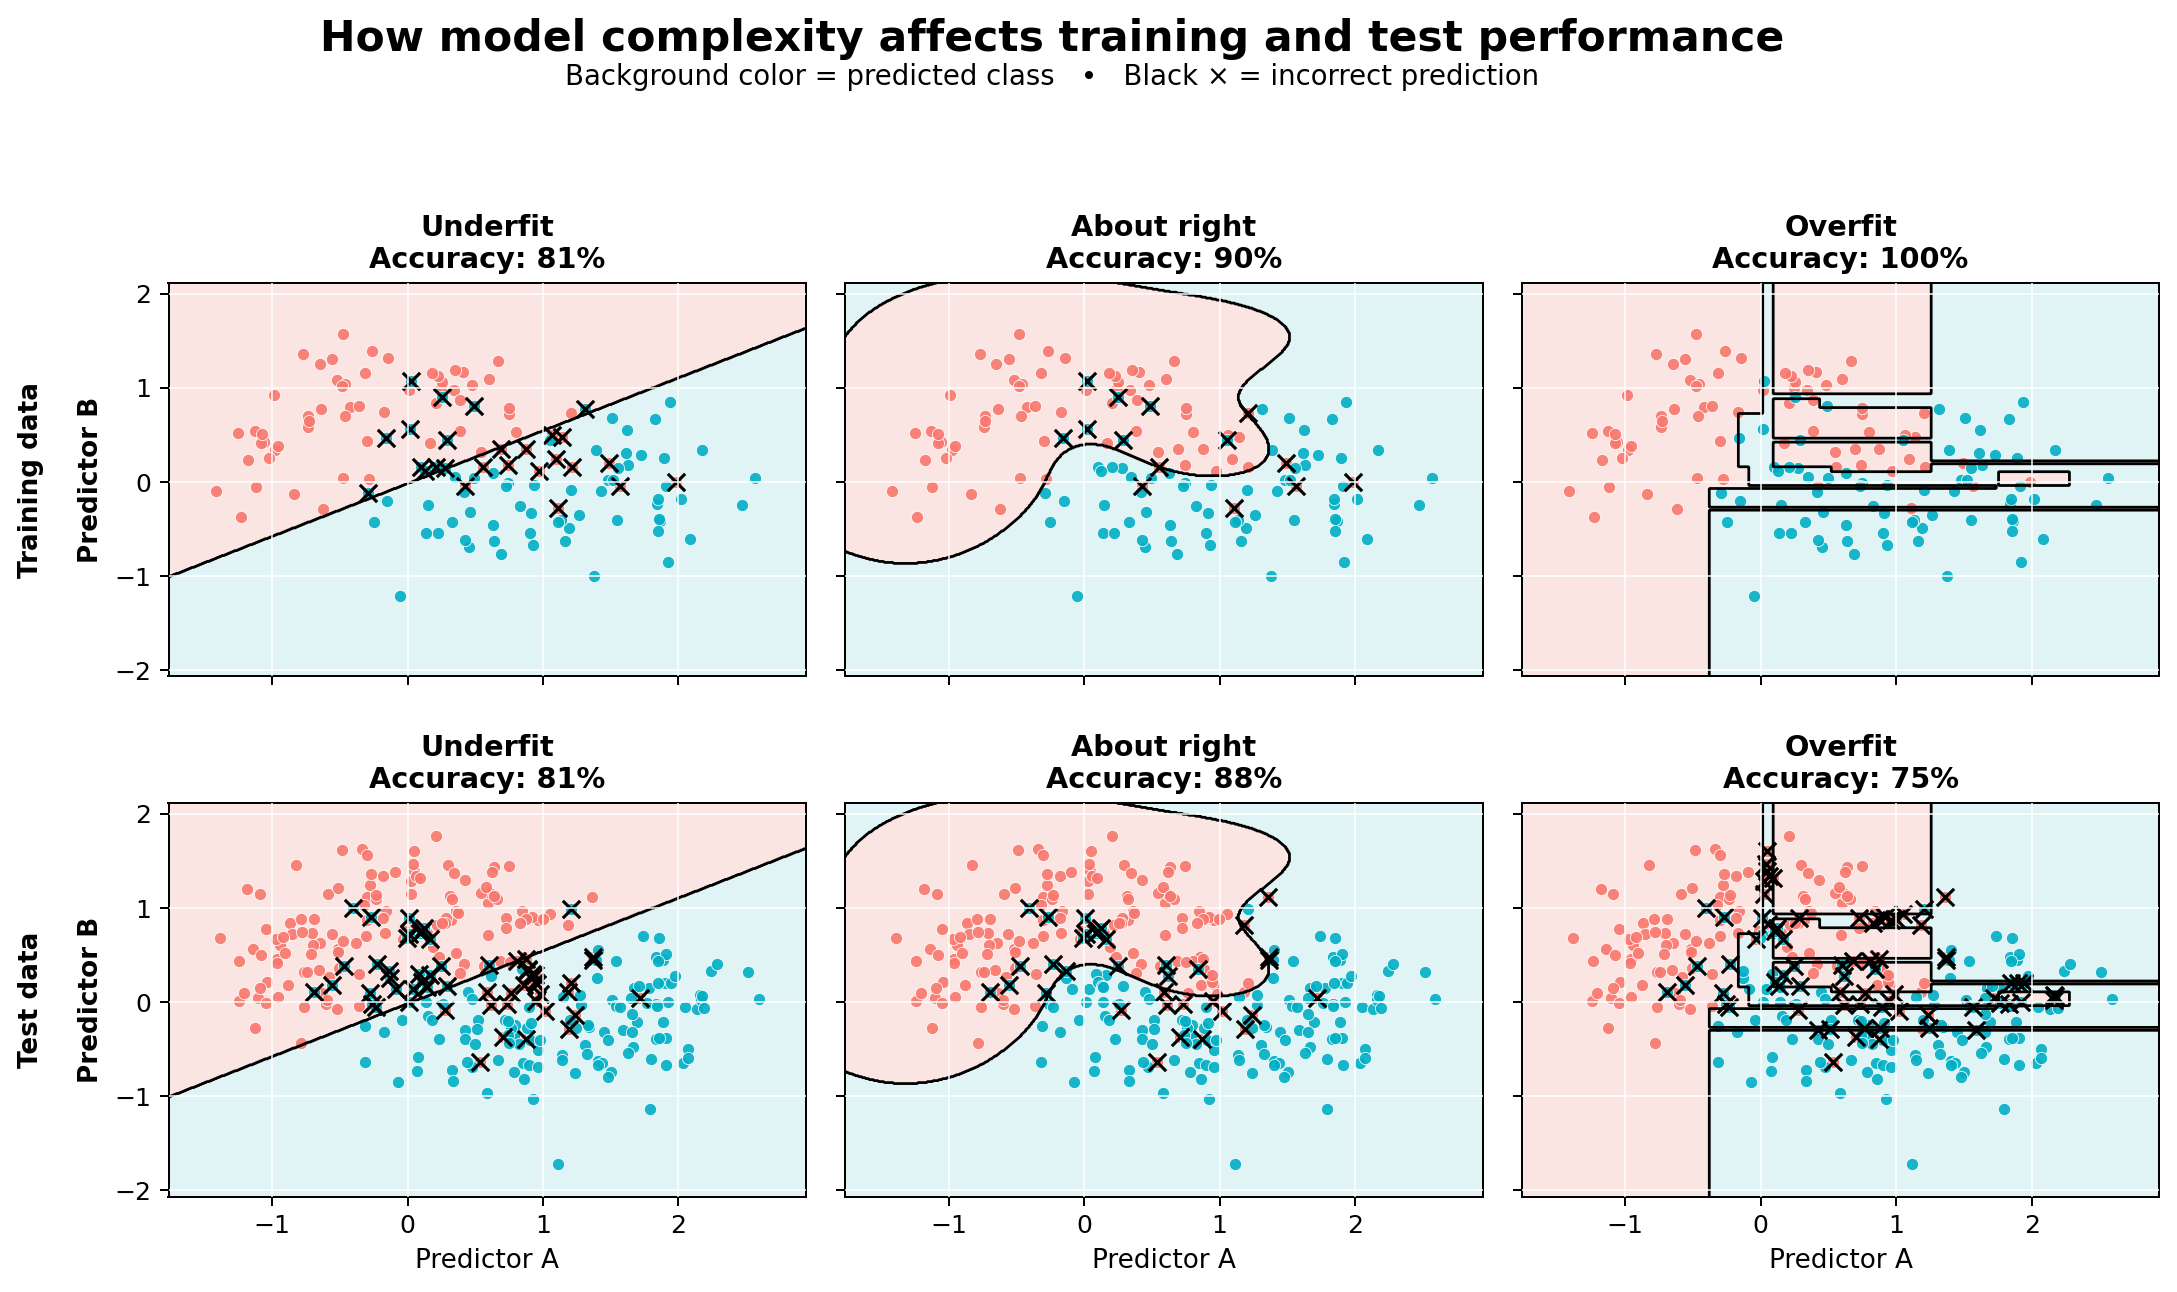 How model complexity affects training and test performance
Background color = predicted class • Black × = incorrect prediction
Underfit
Accuracy: 81%
About right
Accuracy: 90%
Overfit
Accuracy: 100%
Training data
Predictor B
2
1
0
−1
−2
Underfit
Accuracy: 81%
About right
Accuracy: 88%
Overfit
Accuracy: 75%
Test data
Predictor B
2
1
0
−1
−2
−1 0 1 2
−1 0 1 2
−1 0 1 2
Predictor A
Predictor A
Predictor A